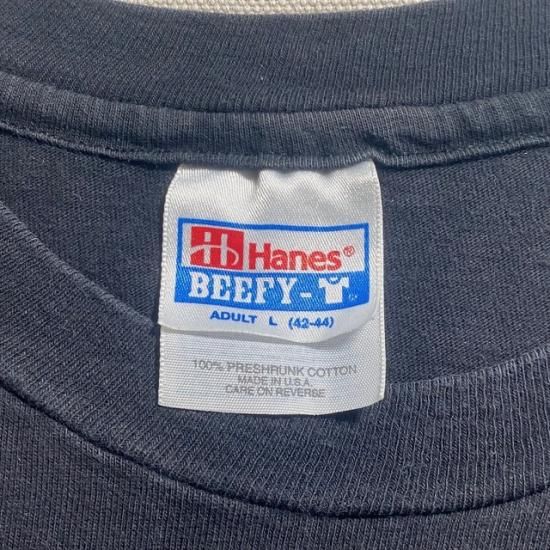 Hanes®
BEEFY-T®
ADULT L (42-44)
100% PRESHRUNK COTTON
MADE IN U.S.A.
CARE ON REVERSE